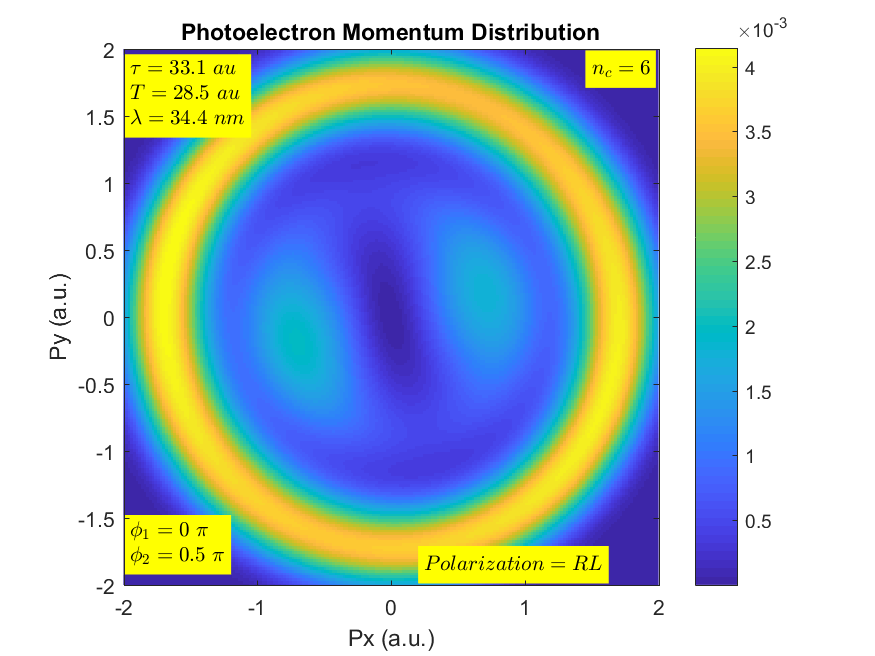 Photoelectron Momentum Distribution
×10⁻³
τ = 33.1 au
T = 28.5 au
λ = 34.4 nm
n_c = 6
2
1.5
1
0.5
0
-0.5
-1
-1.5
-2
Py (a.u.)
4
3.5
3
2.5
2
1.5
1
0.5
ϕ₁ = 0 π
ϕ₂ = 0.5 π
Polarization = RL
-2 -1 0 1 2
Px (a.u.)